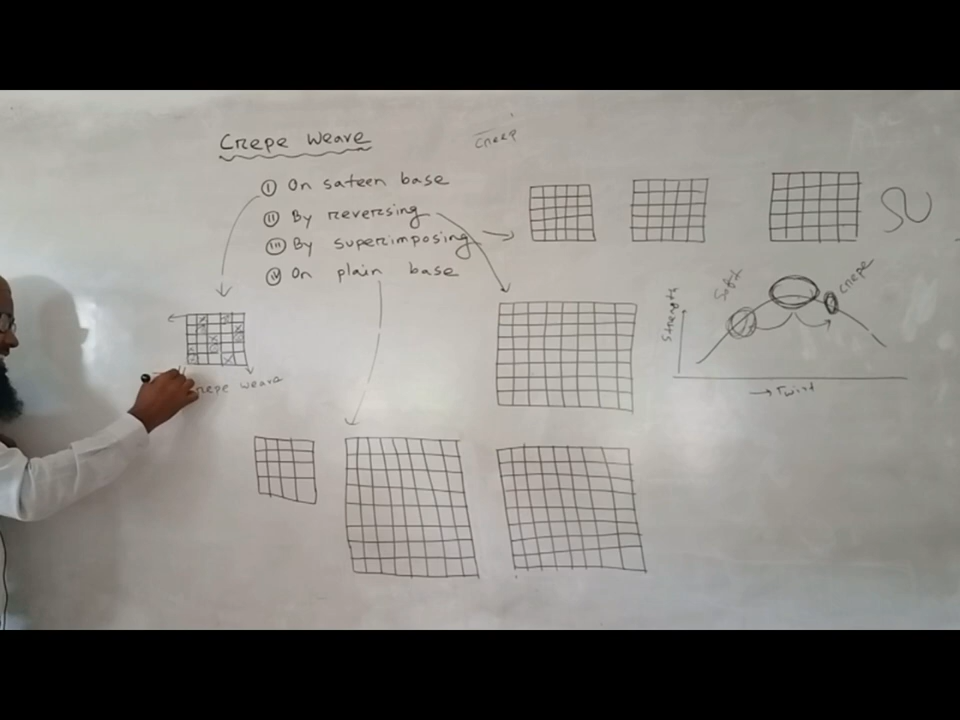 Crepe Weave
Creep
(I) On sateen base
(II) By reversing
(III) By superimposing
(IV) On plain base
Crepe weave
Strength
Soft
Crepe
→ Twist